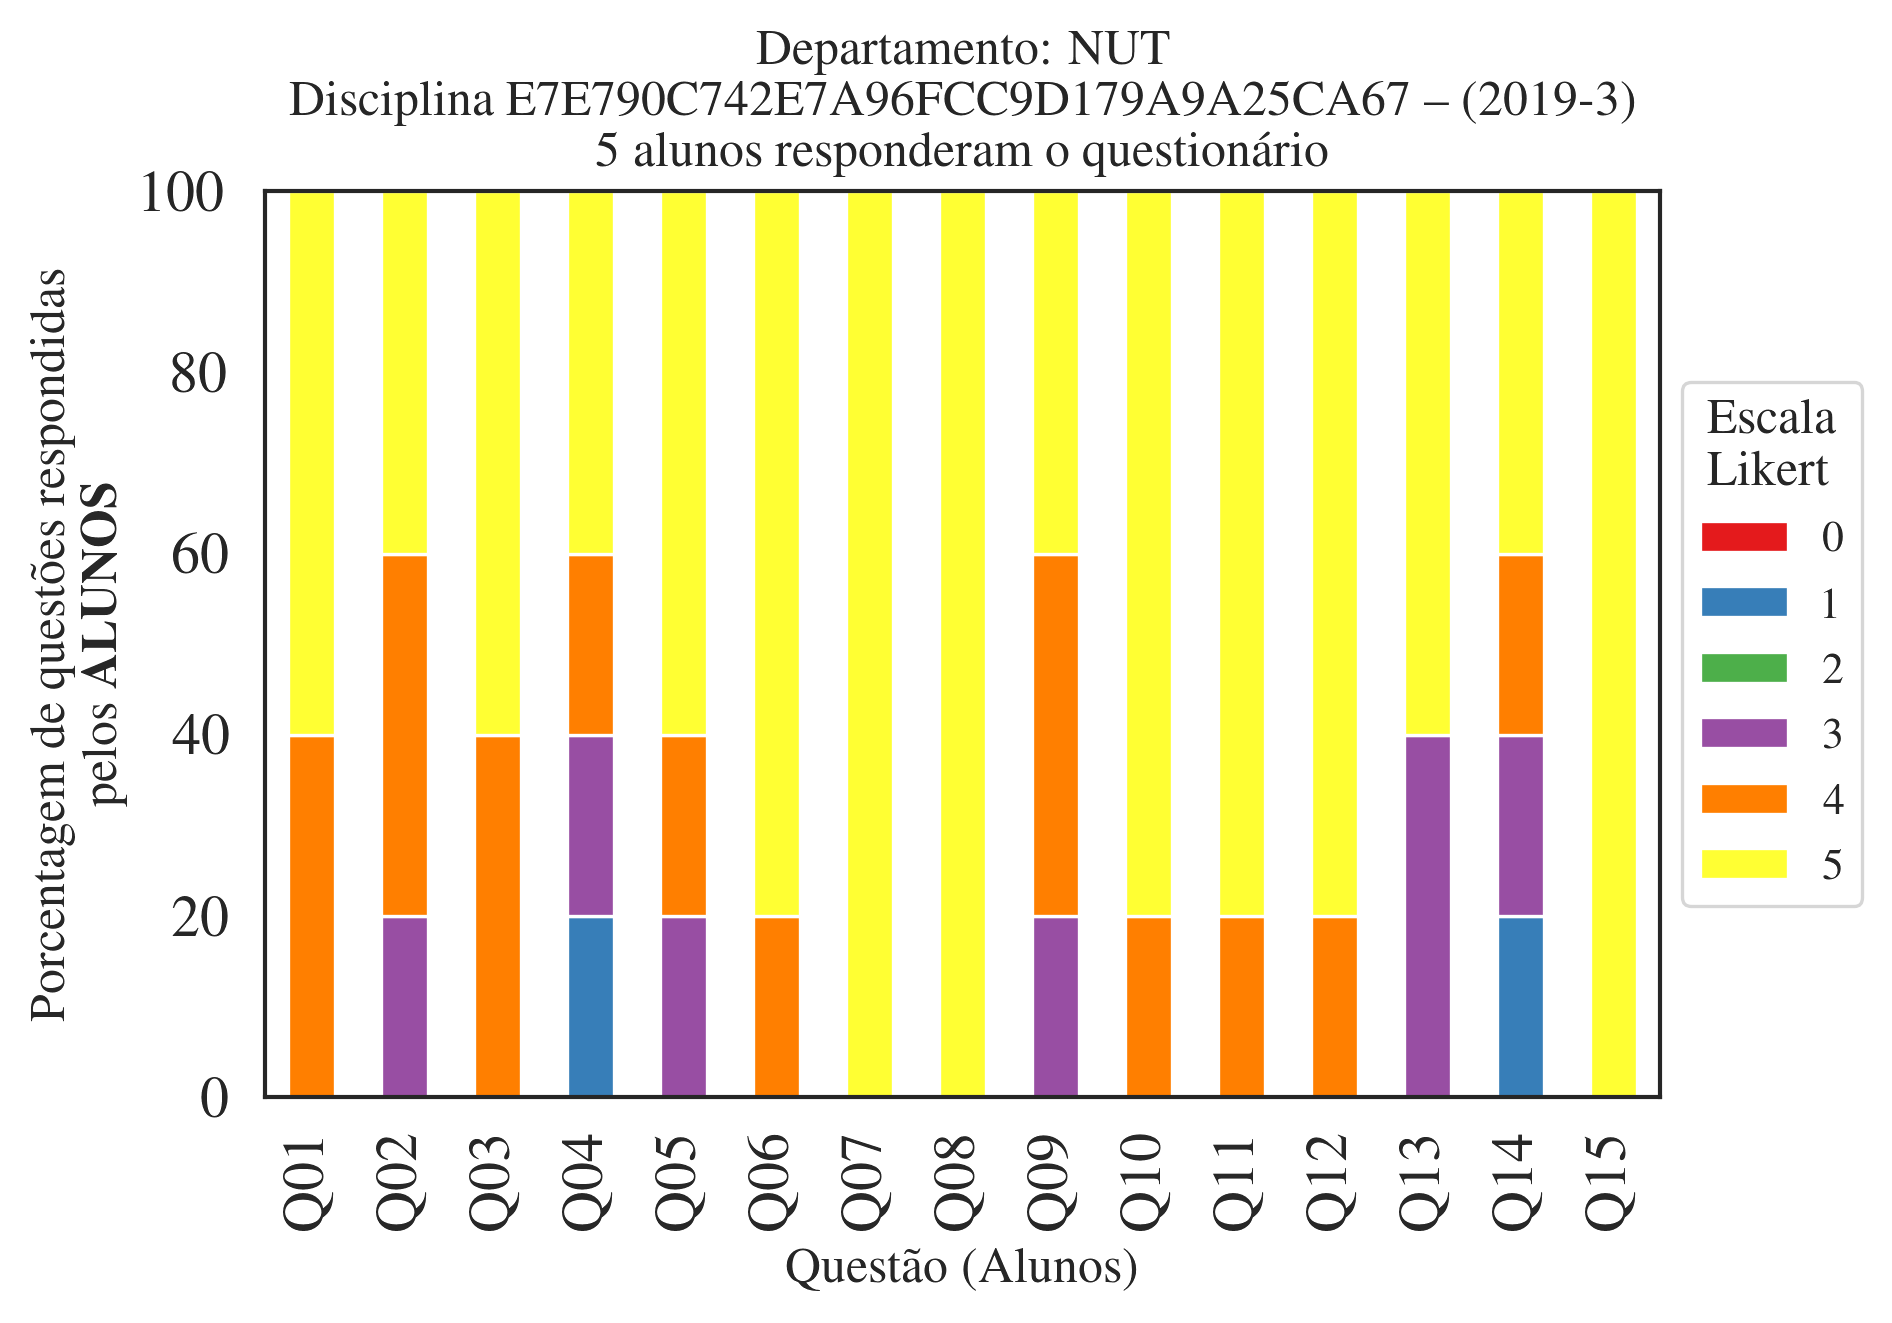 Departamento: NUT
Disciplina E7E790C742E7A96FCC9D179A9A25CA67 – (2019-3)
5 alunos responderam o questionário
Porcentagem de questões respondidas
pelos ALUNOS
100
80
60
40
20
0
Q01
Q02
Q03
Q04
Q05
Q06
Q07
Q08
Q09
Q10
Q11
Q12
Q13
Q14
Q15
Questão (Alunos)
Escala
Likert
0
1
2
3
4
5